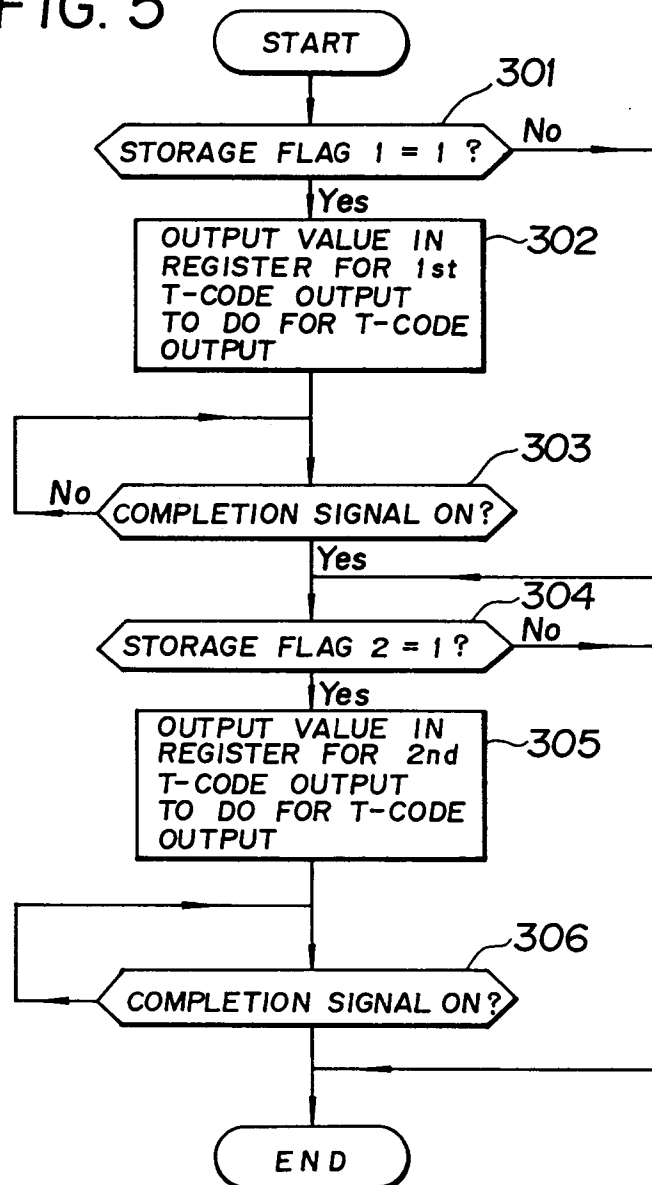 FIG. 5
START
301
STORAGE FLAG 1 = 1 ?
No
Yes
OUTPUT VALUE IN
REGISTER FOR 1st
T-CODE OUTPUT
TO DO FOR T-CODE
OUTPUT
302
303
No
COMPLETION SIGNAL ON?
Yes
304
STORAGE FLAG 2 = 1 ?
No
Yes
OUTPUT VALUE IN
REGISTER FOR 2nd
T-CODE OUTPUT
TO DO FOR T-CODE
OUTPUT
305
306
COMPLETION SIGNAL ON?
END